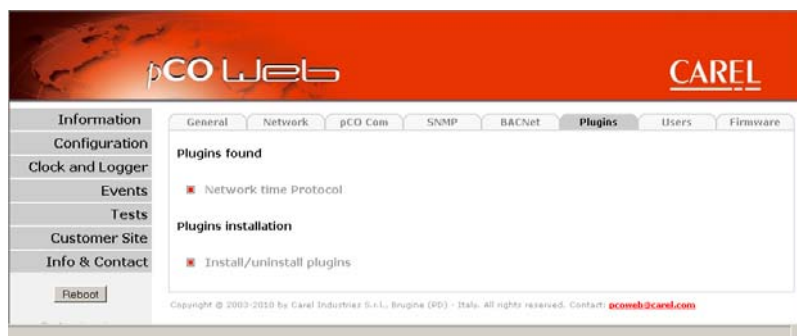 pCO Web
CAREL
Information
Configuration
Clock and Logger
Events
Tests
Customer Site
Info & Contact
Reboot
General Network pCO Com SNMP BACNet Plugins Users Firmware
Plugins found
Network time Protocol
Plugins installation
Install/uninstall plugins
Copyright @ 2003-2010 by Carel Industries S.r.l., Brugine (PD) - Italy. All rights reserved. Contact: pcoweb@carel.com